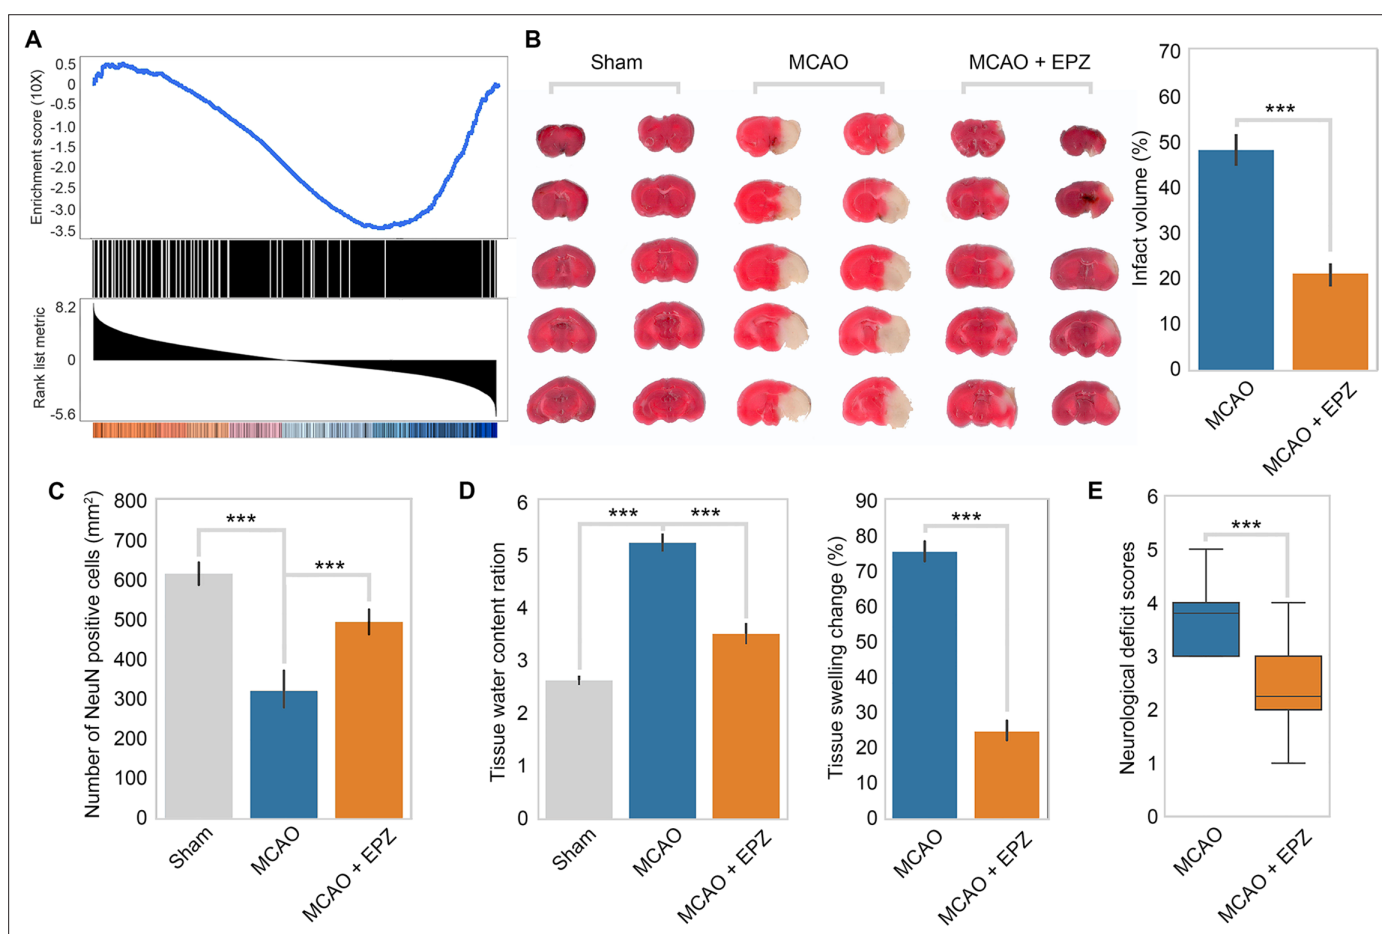 A
Enrichment score (10X)
0.5
0
-0.5
-1.0
-1.5
-2.0
-2.5
-3.0
-3.5
Rank list metric
8.2
0
-5.6
B
Sham
MCAO
MCAO + EPZ
Infact volume (%)
70
60
50
40
30
20
10
0
***
MCAO
MCAO + EPZ
C
Number of NeuN positive cells (mm²)
800
700
600
500
400
300
200
100
0
***
***
Sham
MCAO
MCAO + EPZ
D
Tissue water content ration
6
5
4
3
2
1
0
***
***
Sham
MCAO
MCAO + EPZ
Tissue swelling change (%)
90
80
70
60
50
40
30
20
10
0
***
MCAO
MCAO + EPZ
E
Neurological deficit scores
6
5
4
3
2
1
0
***
MCAO
MCAO + EPZ